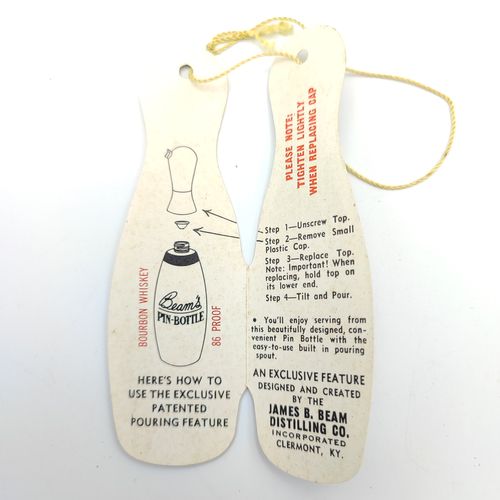 Beam's
PIN-BOTTLE
BOURBON WHISKEY
86 PROOF
HERE'S HOW TO
USE THE EXCLUSIVE
PATENTED
POURING FEATURE
PLEASE NOTE:
TIGHTEN LIGHTLY
WHEN REPLACING CAP
Step 1—Unscrew Top.
Step 2—Remove Small
Plastic Cap.
Step 3—Replace Top.
Note: Important! When
replacing, hold top on
its lower end.
Step 4—Tilt and Pour.
• You'll enjoy serving from
this beautifully designed, con-
venient Pin Bottle with the
easy-to-use built in pouring
spout.
AN EXCLUSIVE FEATURE
DESIGNED AND CREATED
BY THE
JAMES B. BEAM
DISTILLING CO.
INCORPORATED
CLERMONT, KY.